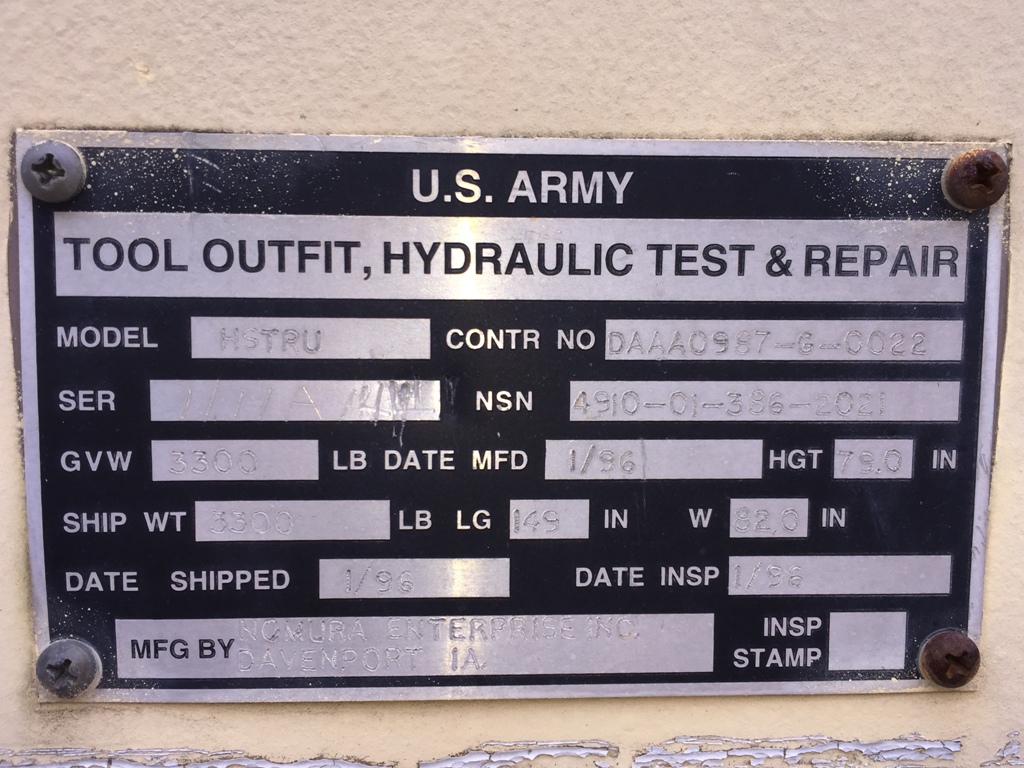 U.S. ARMY
TOOL OUTFIT, HYDRAULIC TEST & REPAIR
MODEL HSTRU CONTR NO DAAA0987-G-0022
SER NSN 4910-01-386-2021
GVW 3300 LB DATE MFD 1/96 HGT 79.0 IN
SHIP WT 3300 LB LG 149 IN W 82.0 IN
DATE SHIPPED 1/96 DATE INSP 1/96
MFG BY NOMURA ENTERPRISE INC.
DAVENPORT IA.
INSP
STAMP